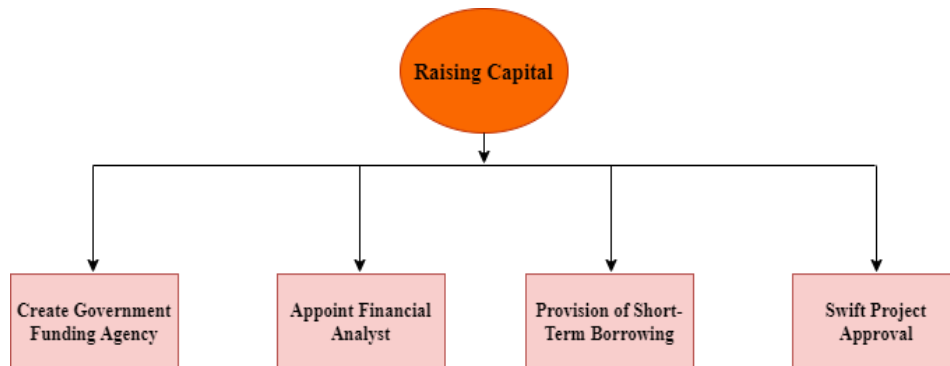 Raising Capital
Create Government
Funding Agency
Appoint Financial
Analyst
Provision of Short-
Term Borrowing
Swift Project
Approval